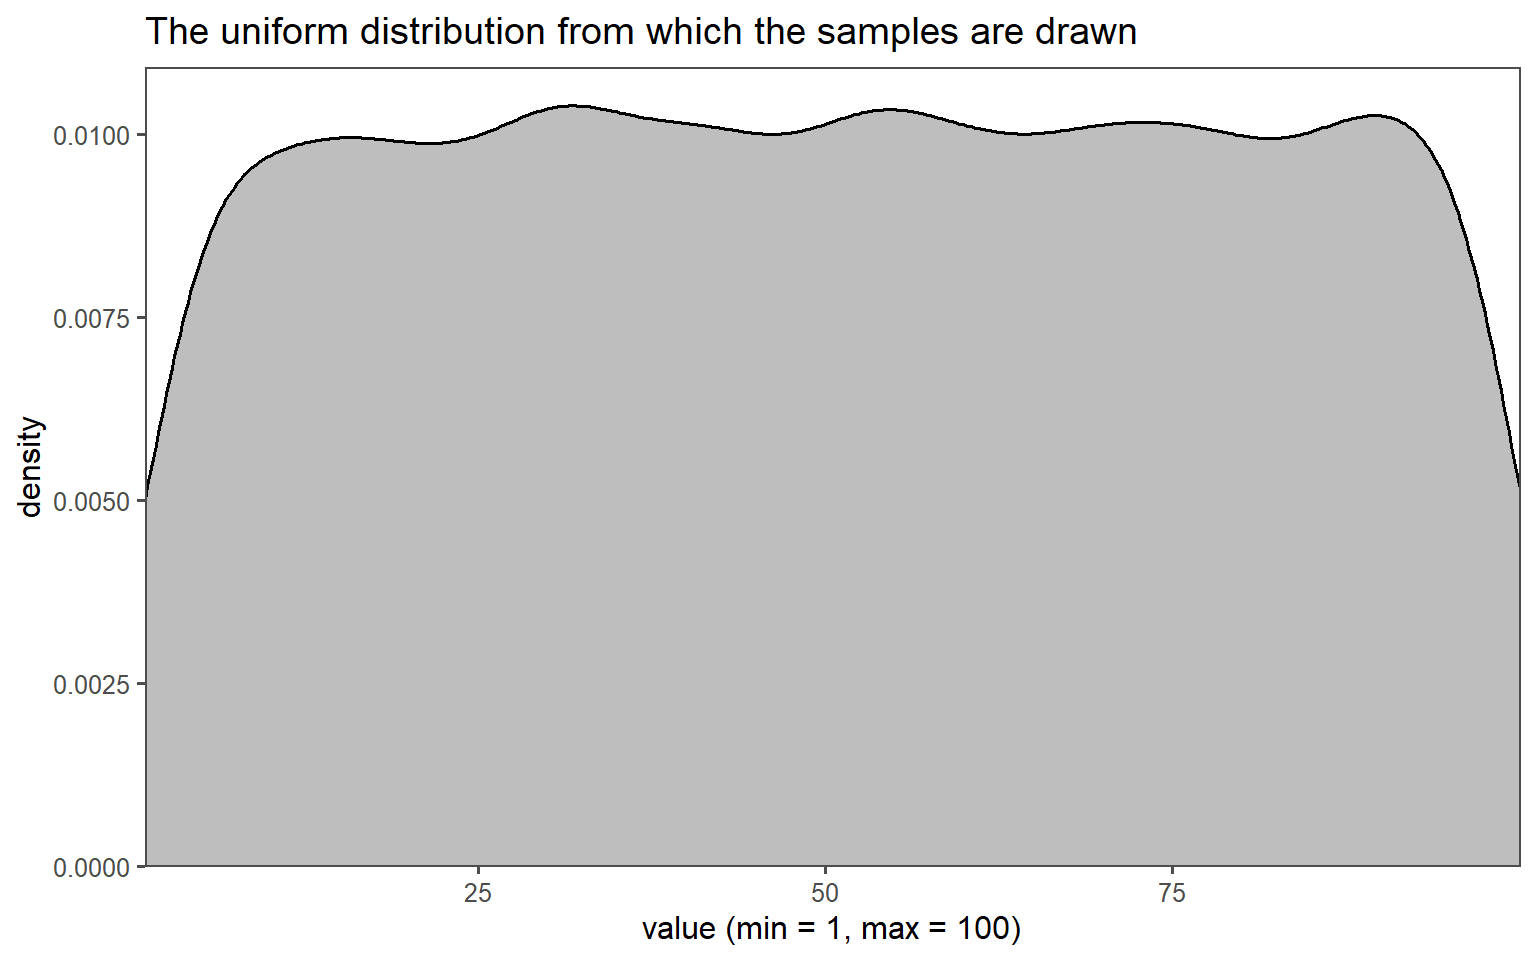 The uniform distribution from which the samples are drawn
0.0100
0.0075
0.0050
0.0025
0.0000
density
25 50 75
value (min = 1, max = 100)